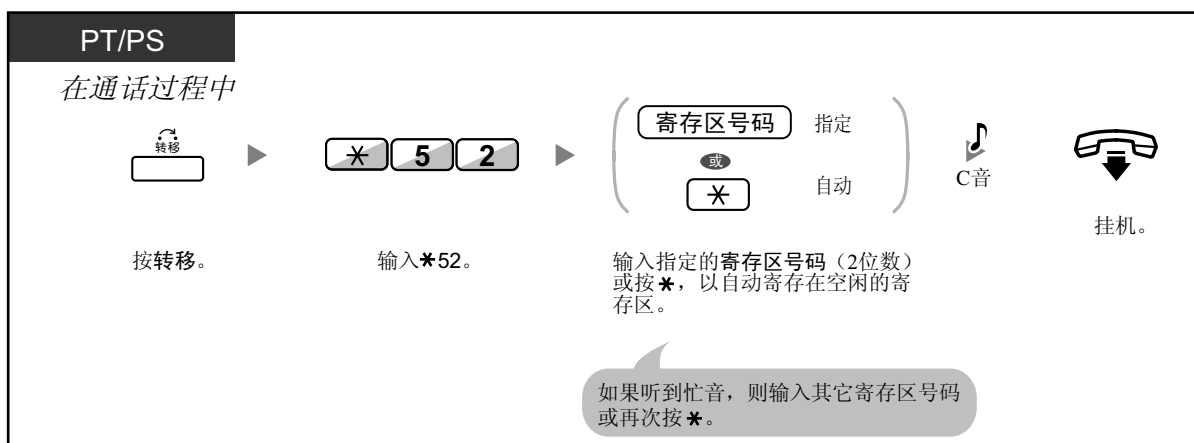 PT/PS
在通话过程中
转移
＊ 5 2
寄存区号码 指定
或
＊ 自动
C音
按转移。
输入＊52。
输入指定的寄存区号码（2位数）
或按＊，以自动寄存在空闲的寄
存区。
挂机。
如果听到忙音，则输入其它寄存区号码
或再次按＊。